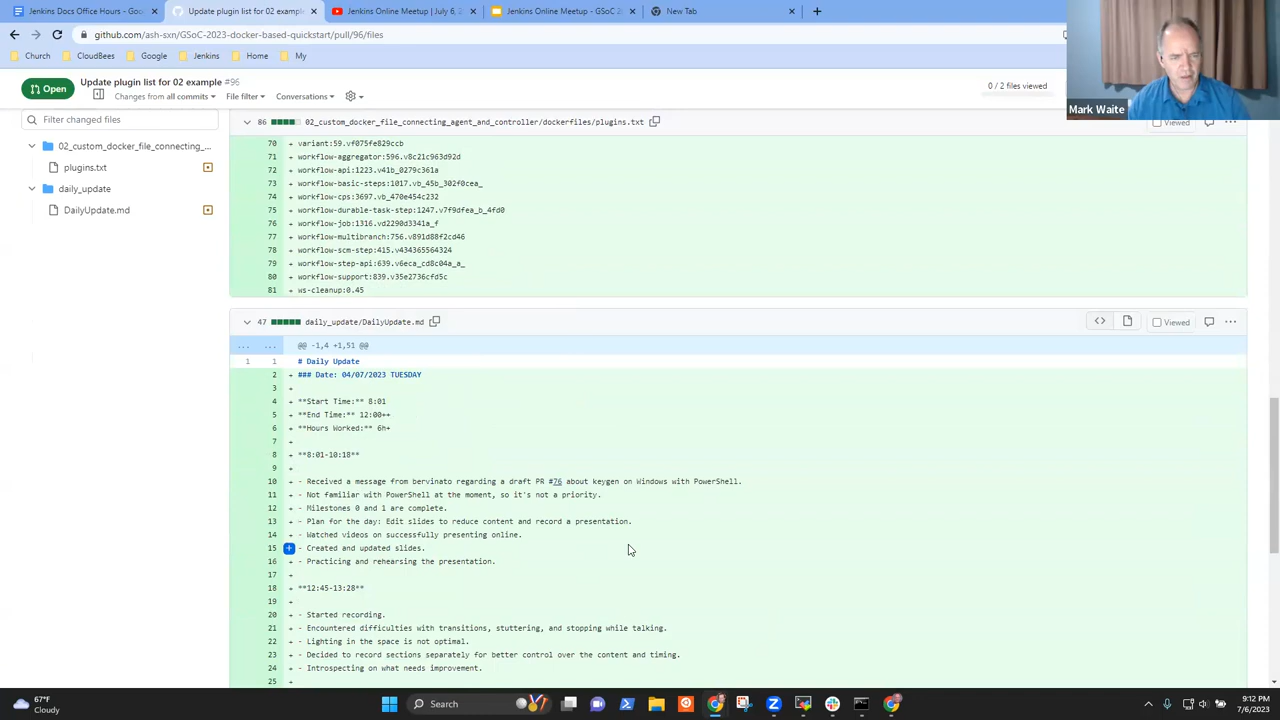 Jenkins Docs Office Hours - Goo
Update plugin list for 02 example
Jenkins Online Meetup | July 6, 2
Jenkins Online Meetup - GSoC 2
New Tab
github.com/ash-sxn/GSoC-2023-docker-based-quickstart/pull/96/files
Church
CloudBees
Google
Jenkins
Home
My
Open
Update plugin list for 02 example #96
Changes from all commits
File filter
Conversations
0 / 2 files viewed
Mark Waite
Filter changed files
02_custom_docker_file_connecting_...
plugins.txt
daily_update
DailyUpdate.md
86 02_custom_docker_file_connecting_agent_and_controller/dockerfiles/plugins.txt
Viewed
70 + variant:59.vf075fe829ccb
71 + workflow-aggregator:596.v8c21c963d92d
72 + workflow-api:1223.v41b_0279c361a
73 + workflow-basic-steps:1017.vb_45b_302f0cea_
74 + workflow-cps:3697.vb_470e454c232
75 + workflow-durable-task-step:1247.v7f9dfea_b_4fd0
76 + workflow-job:1316.vd2290d3341a_f
77 + workflow-multibranch:756.v891d88f2cd46
78 + workflow-scm-step:415.v434365564324
79 + workflow-step-api:639.v6eca_cd8c04a_a_
80 + workflow-support:839.v35e2736cfd5c
81 + ws-cleanup:0.45
47 daily_update/DailyUpdate.md
Viewed
... ... @@ -1,4 +1,51 @@
1 1 # Daily Update
2 + ### Date: 04/07/2023 TUESDAY
3 +
4 + **Start Time:** 8:01
5 + **End Time:** 12:00++
6 + **Hours Worked:** 6h+
7 +
8 + **8:01-10:18**
9 +
10 + - Received a message from bervinato regarding a draft PR #76 about keygen on Windows with PowerShell.
11 + - Not familiar with PowerShell at the moment, so it's not a priority.
12 + - Milestones 0 and 1 are complete.
13 + - Plan for the day: Edit slides to reduce content and record a presentation.
14 + - Watched videos on successfully presenting online.
15 + - Created and updated slides.
16 + - Practicing and rehearsing the presentation.
17 +
18 + **12:45-13:28**
19 +
20 + - Started recording.
21 + - Encountered difficulties with transitions, stuttering, and stopping while talking.
22 + - Lighting in the space is not optimal.
23 + - Decided to record sections separately for better control over the content and timing.
24 + - Introspecting on what needs improvement.
25 +
67°F
Cloudy
Search
9:12 PM
7/6/2023